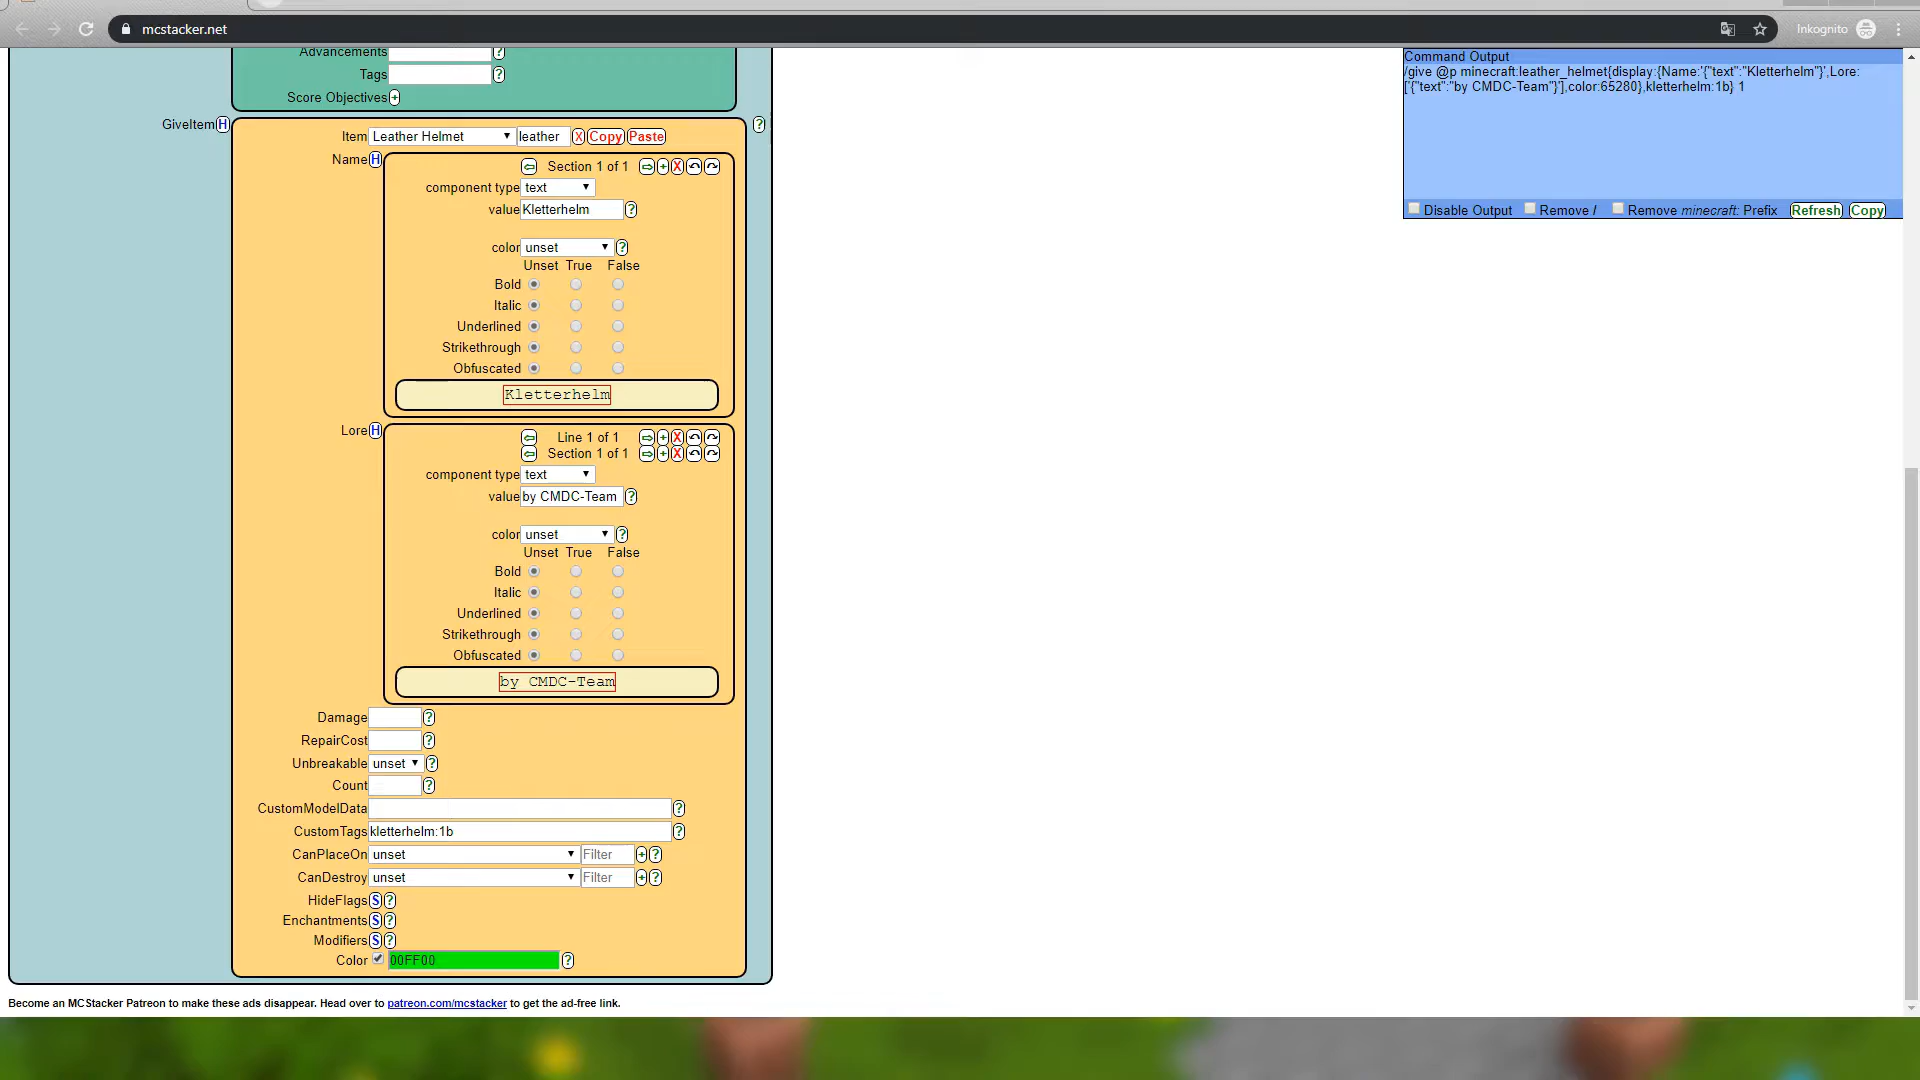 mcstacker.net
Inkognito
Advancements
Tags
Score Objectives +
GiveItem H
Item Leather Helmet leather X Copy Paste
Name H
Section 1 of 1 + X
component type text
value Kletterhelm ?
color unset ?
Unset True False
Bold
Italic
Underlined
Strikethrough
Obfuscated
Kletterhelm
Lore H
Line 1 of 1 + X
Section 1 of 1 + X
component type text
value by CMDC-Team ?
color unset ?
Unset True False
Bold
Italic
Underlined
Strikethrough
Obfuscated
by CMDC-Team
Damage ?
RepairCost ?
Unbreakable unset ?
Count ?
CustomModelData ?
CustomTags kletterhelm:1b ?
CanPlaceOn unset Filter + ?
CanDestroy unset Filter + ?
HideFlags S ?
Enchantments S ?
Modifiers S ?
Color 00FF00 ?
Become an MCStacker Patreon to make these ads disappear. Head over to patreon.com/mcstacker to get the ad-free link.
Command Output
/give @p minecraft:leather_helmet{display:{Name:'{"text":"Kletterhelm"}',Lore:
['{"text":"by CMDC-Team"}'],color:65280},kletterhelm:1b} 1
Disable Output Remove / Remove minecraft: Prefix Refresh Copy